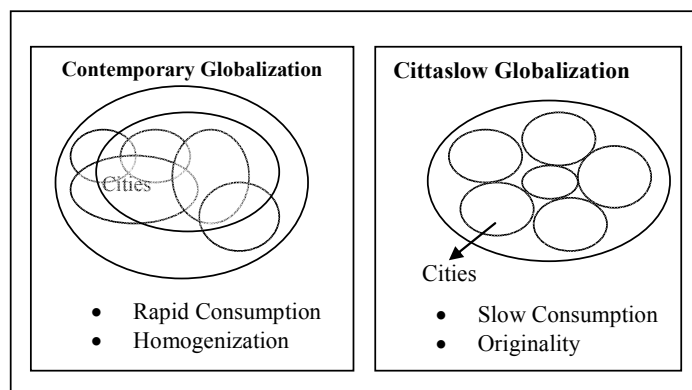 Contemporary Globalization
Cities
• Rapid Consumption
• Homogenization
Cittaslow Globalization
Cities
• Slow Consumption
• Originality